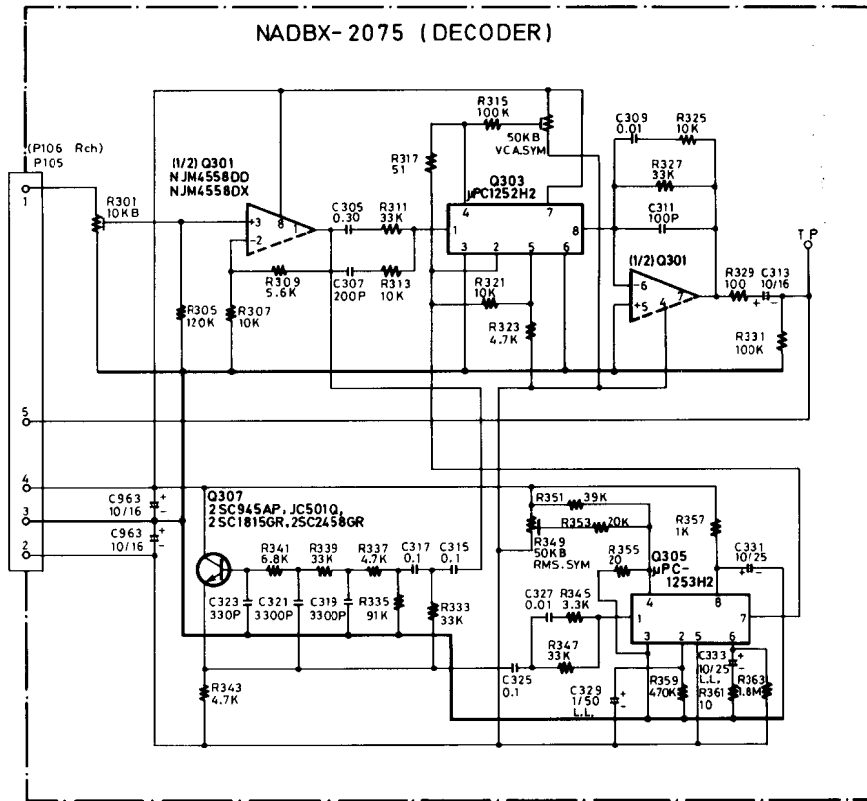 NADBX-2075 (DECODER)
(P106 Rch)
P105
1
R301
10KB
(1/2) Q301
NJM4558DD
NJM4558DX
+3
-2
8
1
R305
120K
R307
10K
R309
5.6K
C305
0.30
R311
33K
C307
200P
R313
10K
R317
51
R315
100K
50KB
VCA.SYM
Q303
μPC1252H2
4
7
1
8
3
2
5
6
R321
10K
R323
4.7K
C309
0.01
R325
10K
R327
33K
C311
100P
(1/2) Q301
-6
+5
7
4
R329
100
C313
10/16
+
-
T P
R331
100K
5
4
3
2
C963
10/16
+
-
C963
10/16
+
-
Q307
2SC945AP, JC501Q,
2SC1815GR, 2SC2458GR
R341
6.8K
R339
33K
R337
4.7K
C317
0.1
C315
0.1
C323
330P
C321
3300P
C319
3300P
R335
91K
R333
33K
R343
4.7K
C325
0.1
R351
39K
R353
20K
R349
50KB
RMS.SYM
R355
20
Q305
μPC-
1253H2
R357
1K
C331
10/25
+
-
C327
0.01
R345
3.3K
R347
33K
4
8
1
7
3
2
5
6
C329
1/50
L.L.
+
-
R359
470K
C333
10/25
L.L.
+
-
R361
10
R363
1.8M